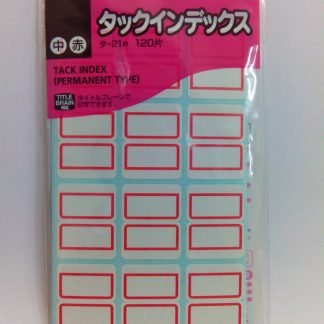 中 赤 タックインデックス
タ-21R 120片
TACK INDEX
(PERMANENT TYPE)
TITLE BRAIN 対応 タイトルブレーンで
印字できます!